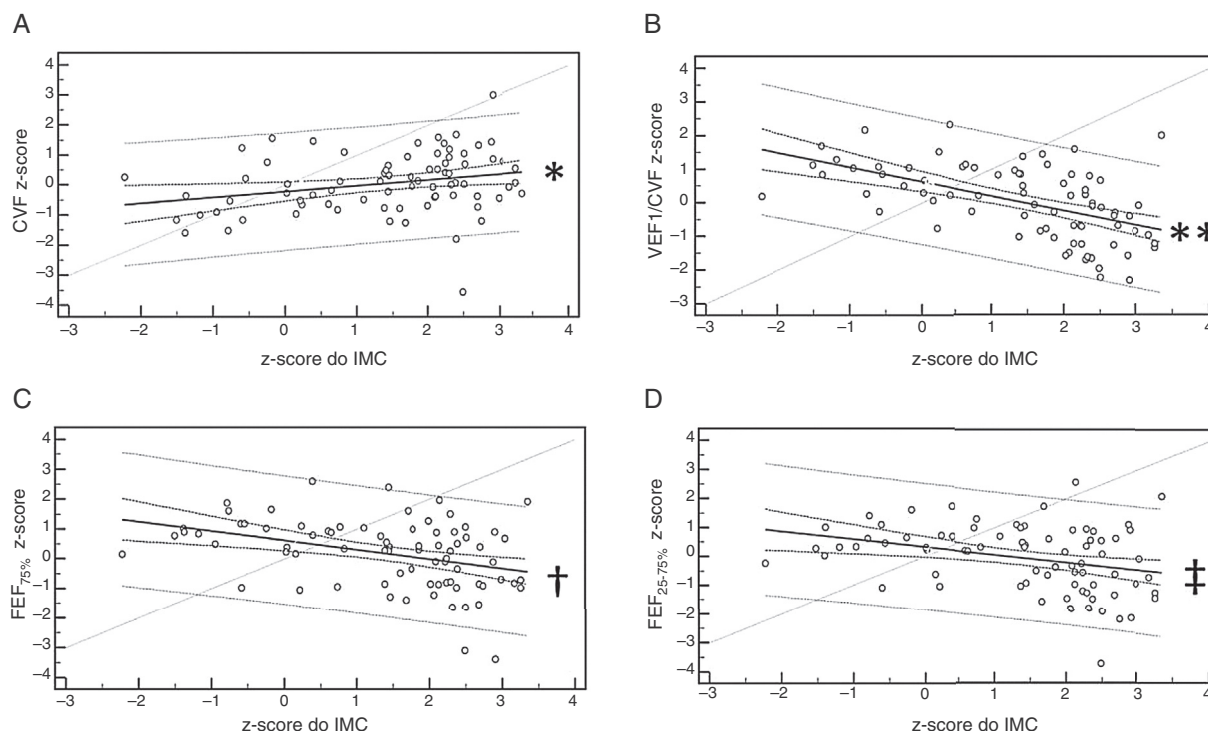 A
CVF z-score
4
3
2
1
0
–1
–2
–3
–4
–3 –2 –1 0 1 2 3 4
z-score do IMC
*
B
VEF1/CVF z-score
4
3
2
1
0
–1
–2
–3
–3 –2 –1 0 1 2 3 4
z-score do IMC
**
C
FEF75% z-score
4
3
2
1
0
–1
–2
–3
–4
–3 –2 –1 0 1 2 3 4
z-score do IMC
†
D
FEF25-75% z-score
4
3
2
1
0
–1
–2
–3
–4
–3 –2 –1 0 1 2 3 4
z-score do IMC
‡